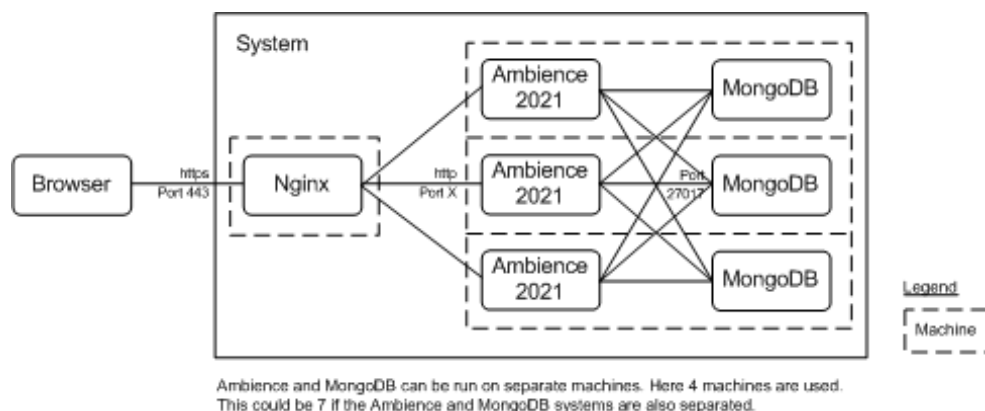 System
Ambience
2021
MongoDB
Browser
https
Port 443
Nginx
http
Port X
Ambience
2021
Port
27017
MongoDB
Ambience
2021
MongoDB
Legend
Machine
Ambience and MongoDB can be run on separate machines. Here 4 machines are used.
This could be 7 if the Ambience and MongoDB systems are also separated.